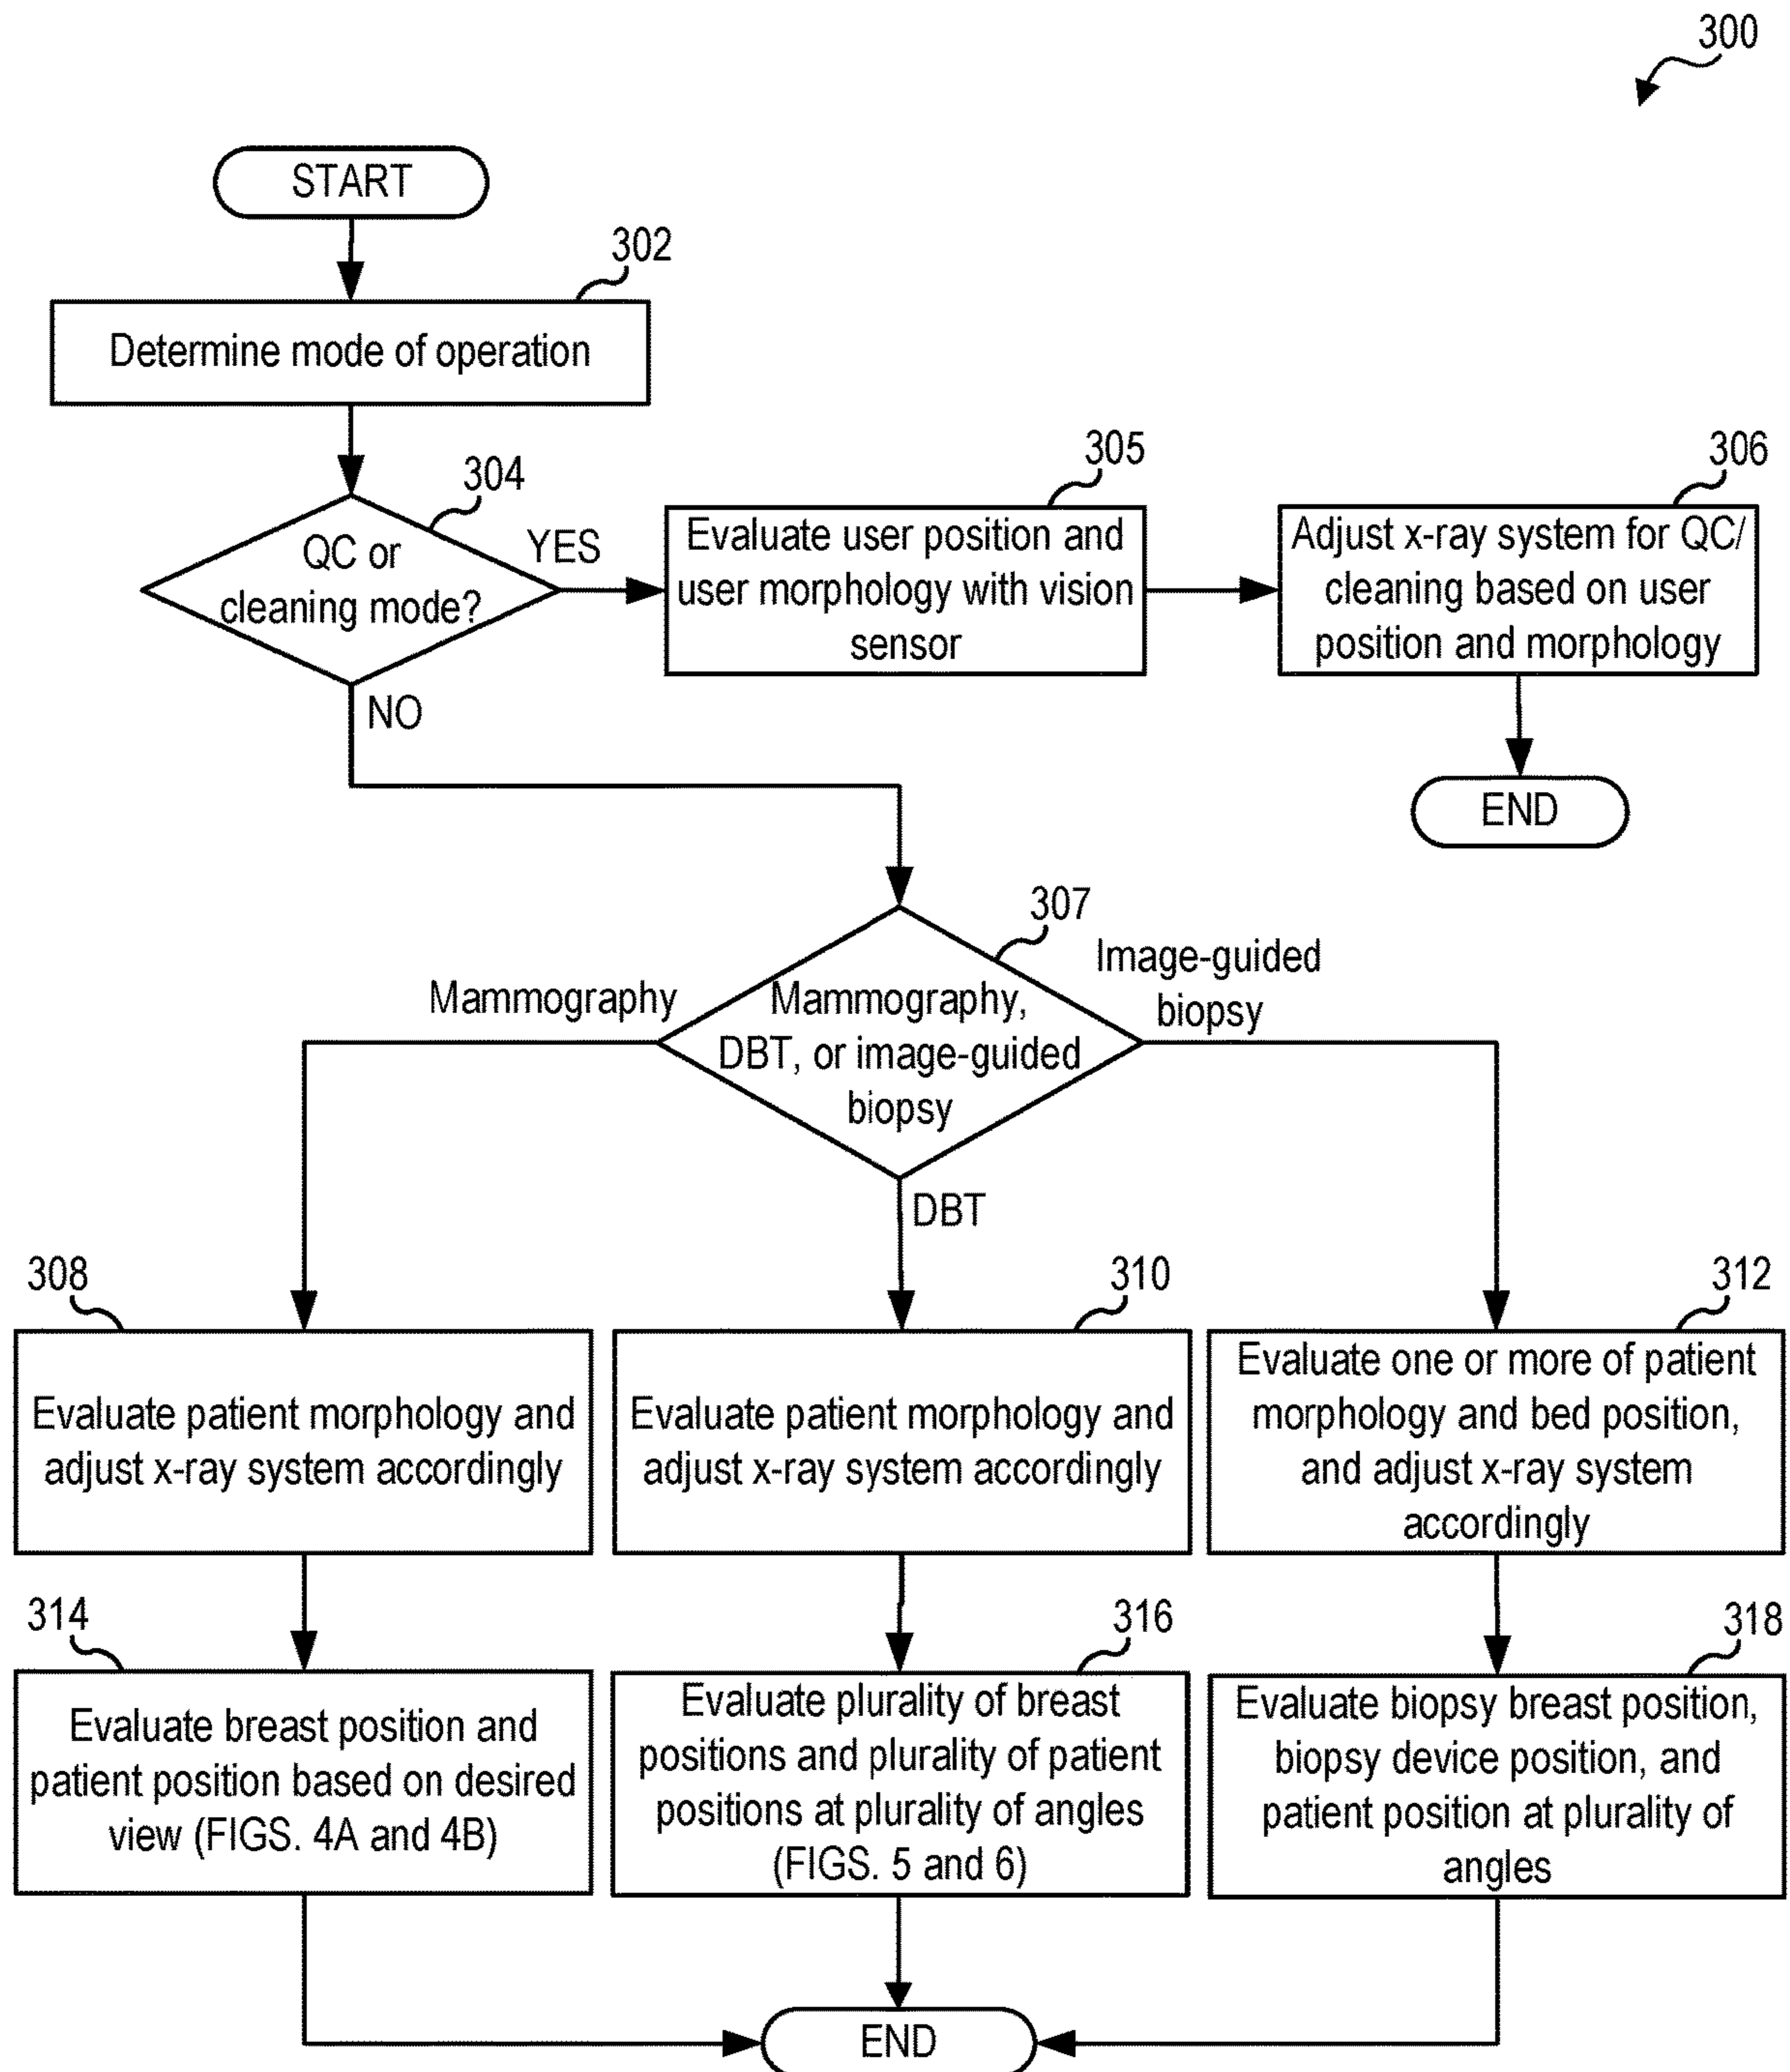 300
START
302
Determine mode of operation
304
QC or
cleaning mode?
YES
NO
305
Evaluate user position and
user morphology with vision
sensor
306
Adjust x-ray system for QC/
cleaning based on user
position and morphology
END
307
Mammography,
DBT, or image-guided
biopsy
Mammography
Image-guided
biopsy
DBT
308
Evaluate patient morphology and
adjust x-ray system accordingly
310
Evaluate patient morphology and
adjust x-ray system accordingly
312
Evaluate one or more of patient
morphology and bed position,
and adjust x-ray system
accordingly
314
Evaluate breast position and
patient position based on desired
view (FIGS. 4A and 4B)
316
Evaluate plurality of breast
positions and plurality of patient
positions at plurality of angles
(FIGS. 5 and 6)
318
Evaluate biopsy breast position,
biopsy device position, and
patient position at plurality of
angles
END